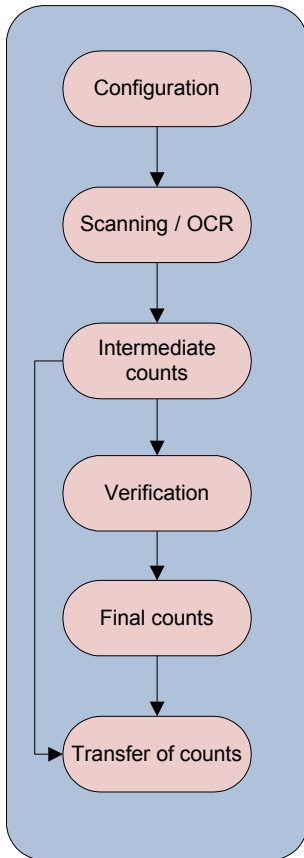 Configuration
Scanning / OCR
Intermediate
counts
Verification
Final counts
Transfer of counts